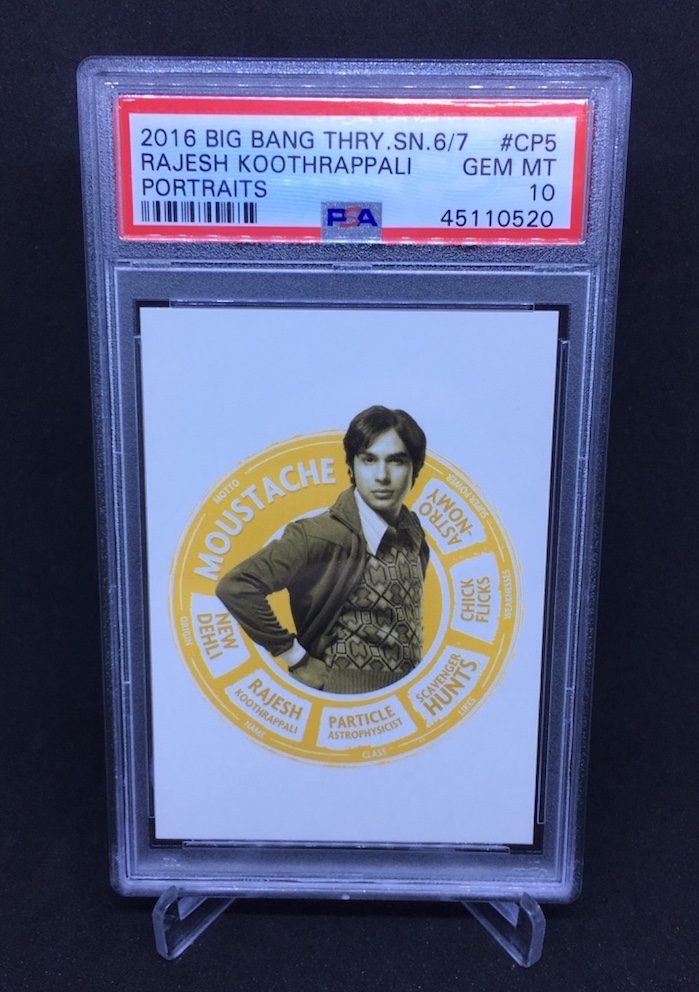 2016 BIG BANG THRY.SN.6/7 #CP5
RAJESH KOOTHRAPPALI GEM MT
PORTRAITS 10
PSA 45110520
MOTTO
MOUSTACHE
SUPER POWER
ASTRO
-NOMY
WEAKNESSES
CHICK
FLICKS
LIKES
SCAVENGER
HUNTS
CLASS
PARTICLE
ASTROPHYSICIST
NAME
RAJESH
KOOTHRAPPALI
ORIGIN
NEW
DEHLI